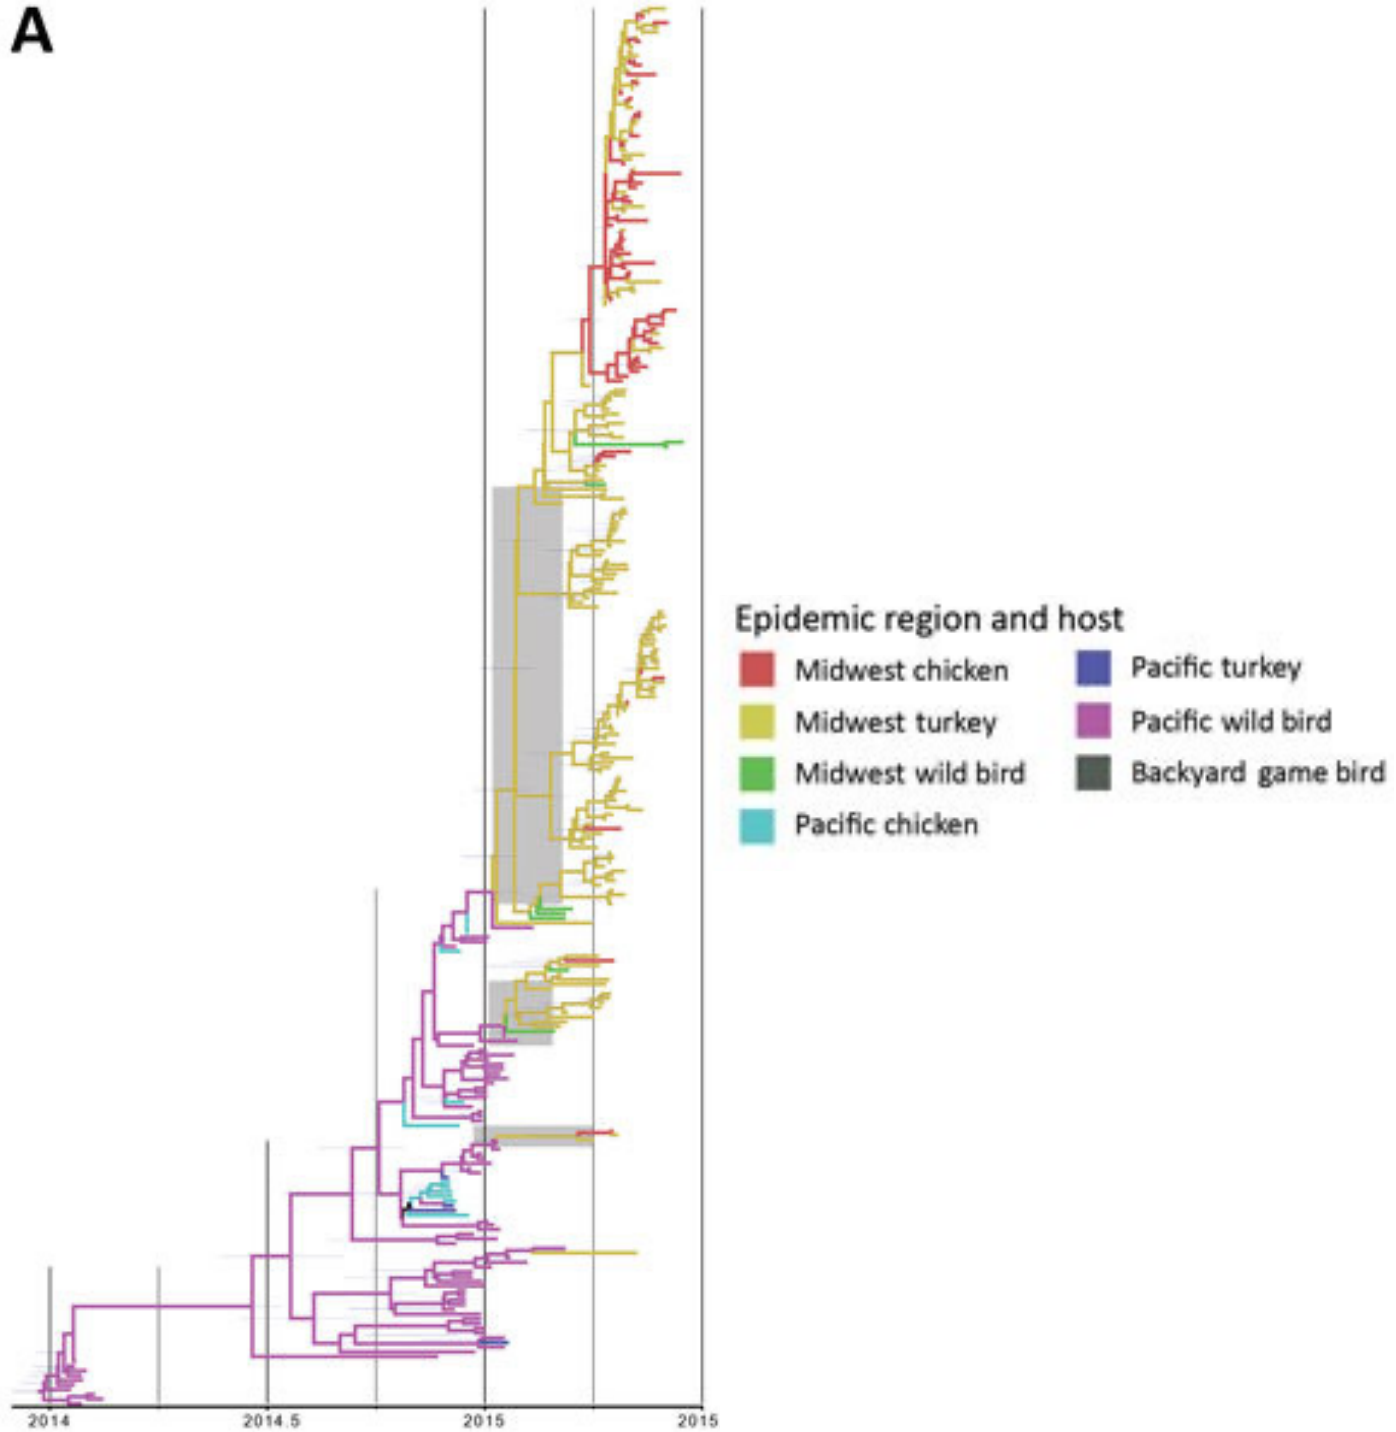 A
Epidemic region and host
Midwest chicken
Midwest turkey
Midwest wild bird
Pacific chicken
Pacific turkey
Pacific wild bird
Backyard game bird
2014 2014.5 2015 2015